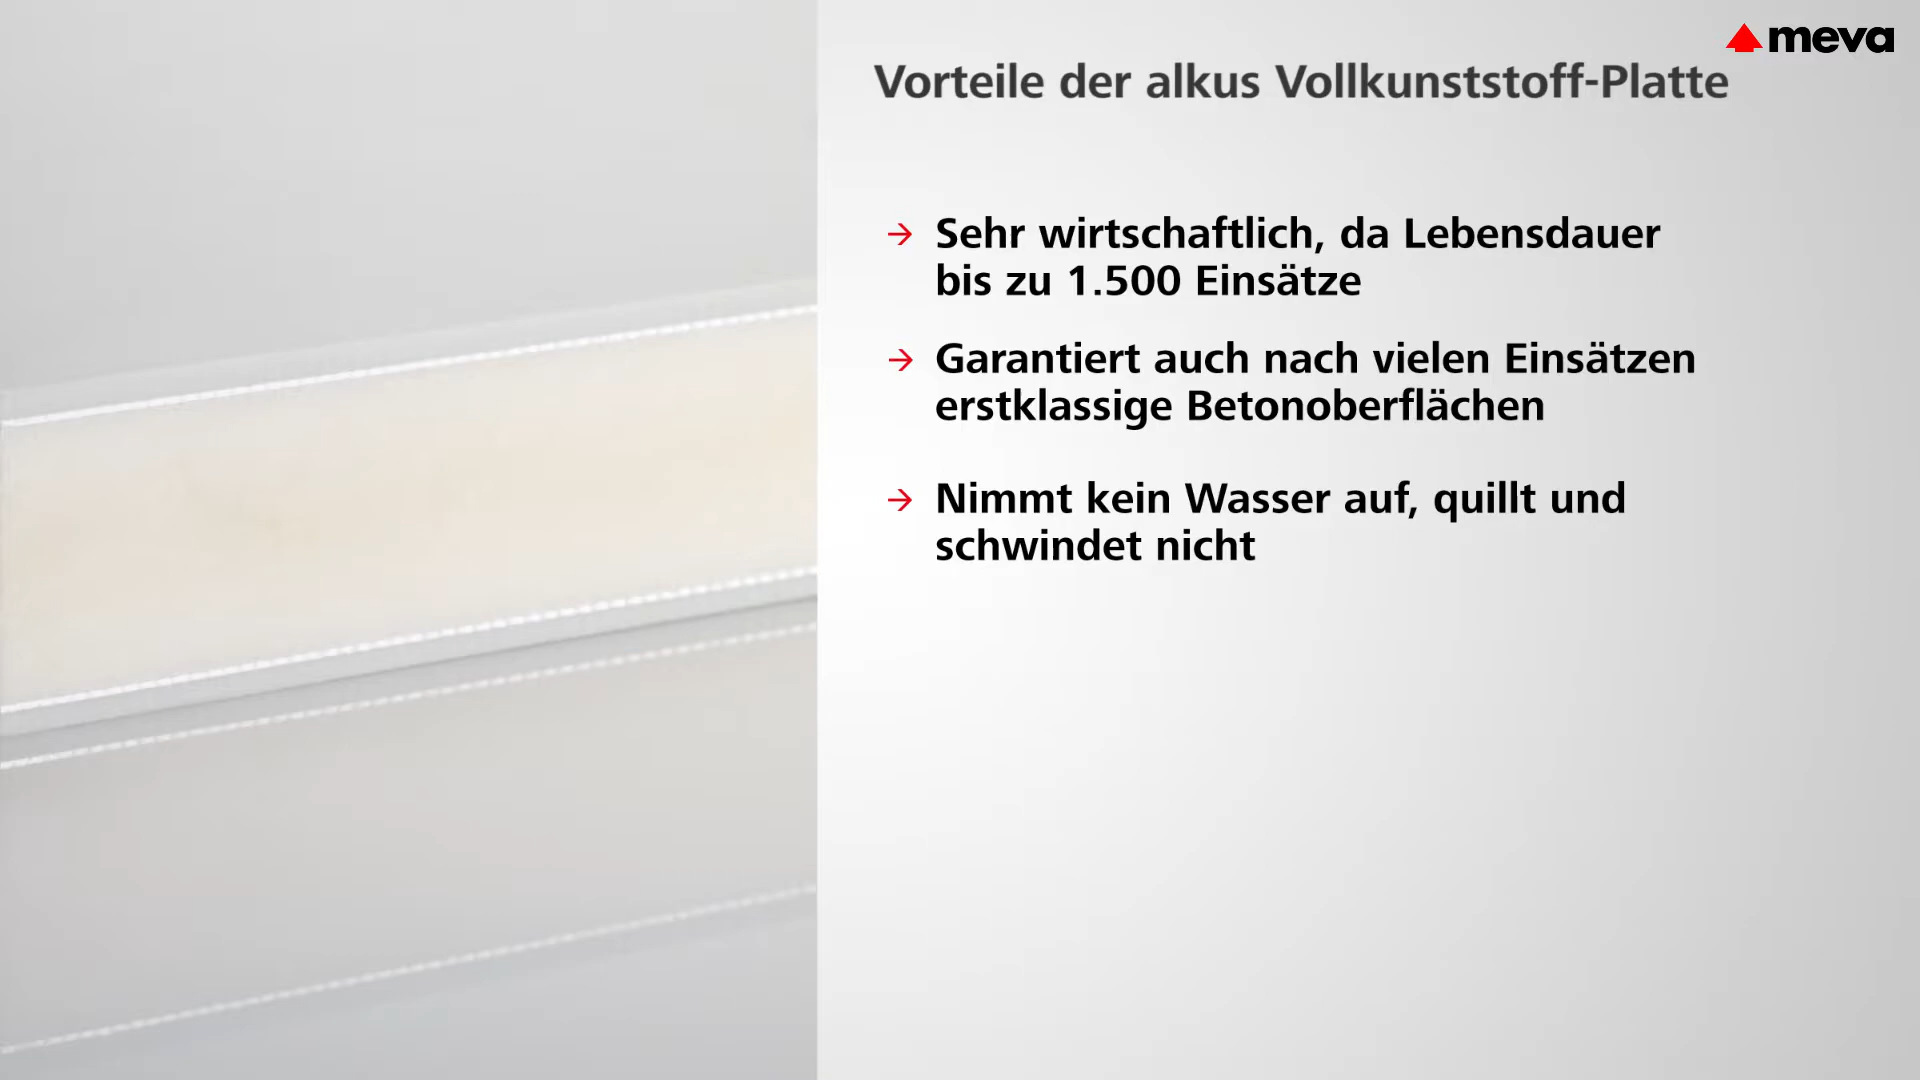 meva
Vorteile der alkus Vollkunststoff-Platte
→ Sehr wirtschaftlich, da Lebensdauer
bis zu 1.500 Einsätze
→ Garantiert auch nach vielen Einsätzen
erstklassige Betonoberflächen
→ Nimmt kein Wasser auf, quillt und
schwindet nicht